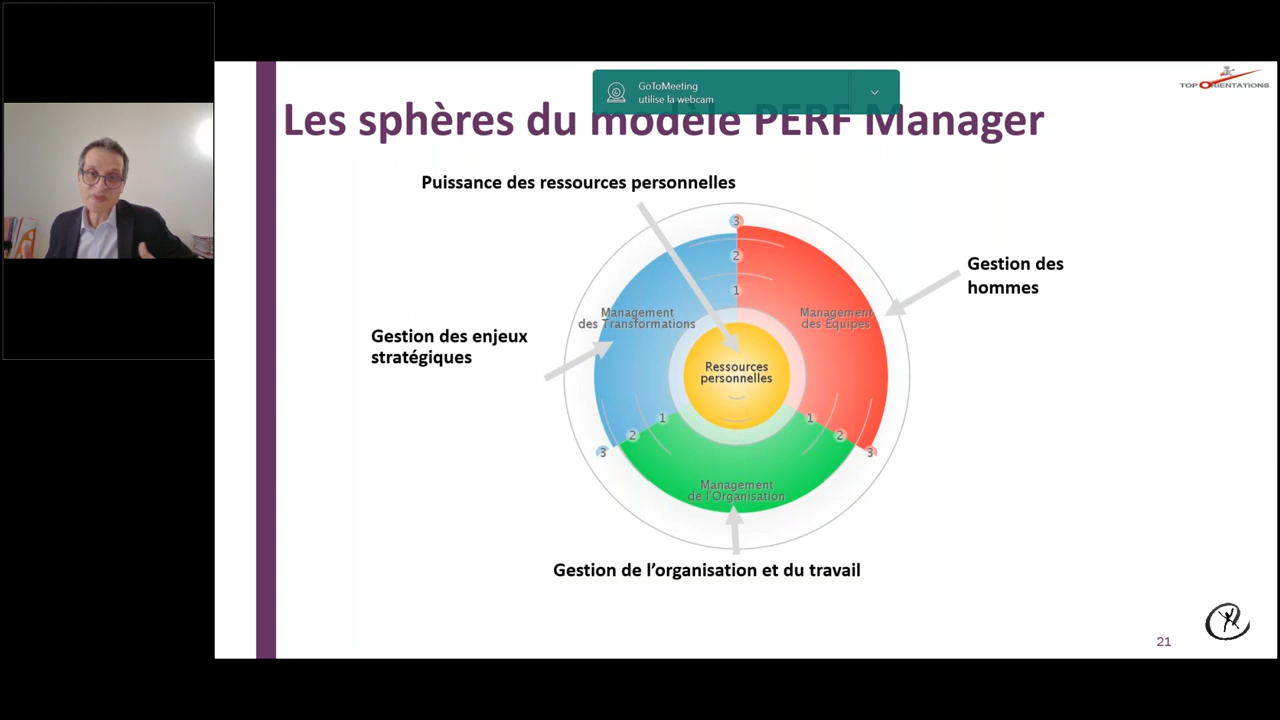 GoToMeeting
utilise la webcam
TOP ORIENTATIONS
Les sphères du modèle PERF Manager
Puissance des ressources personnelles
3
2
1
Gestion des
hommes
Management
des Transformations
Management
des Equipes
Gestion des enjeux
stratégiques
Ressources
personnelles
1
2
3
1
2
3
Management
de l'Organisation
Gestion de l’organisation et du travail
21